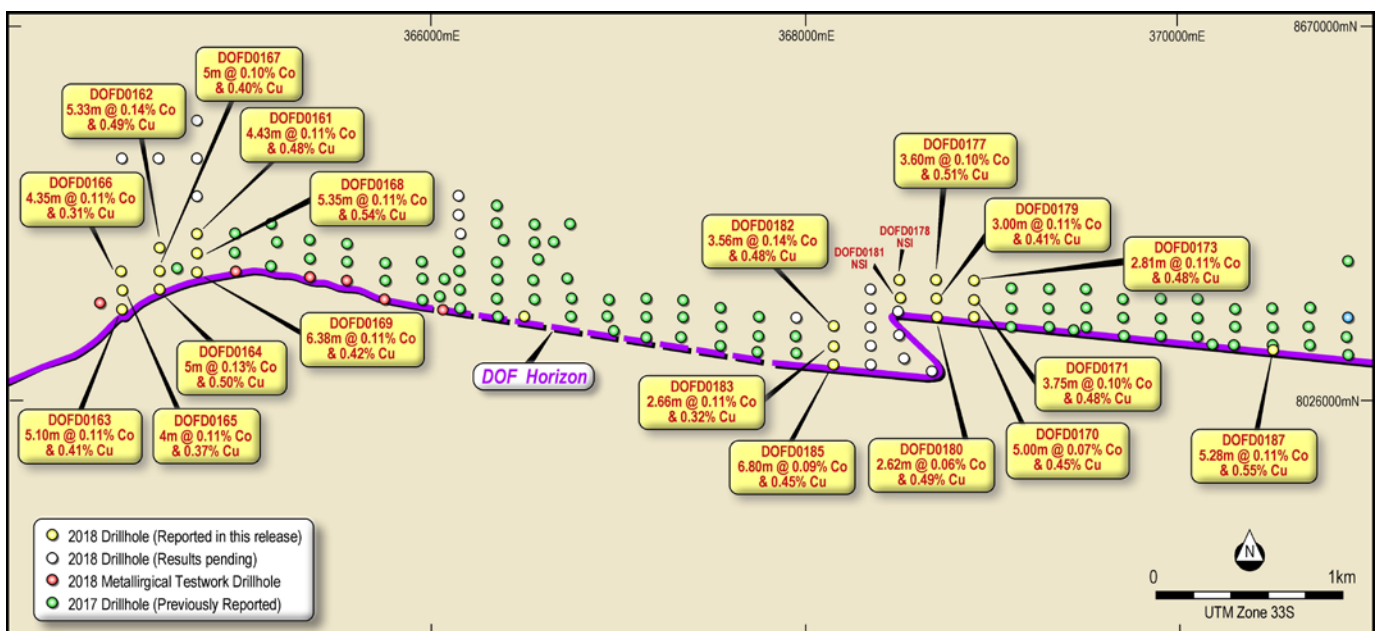 366000mE
368000mE
370000mE
8670000mN
DOFD0167
5m @ 0.10% Co
& 0.40% Cu
DOFD0162
5.33m @ 0.14% Co
& 0.49% Cu
DOFD0161
4.43m @ 0.11% Co
& 0.48% Cu
DOFD0166
4.35m @ 0.11% Co
& 0.31% Cu
DOFD0168
5.35m @ 0.11% Co
& 0.54% Cu
DOFD0177
3.60m @ 0.10% Co
& 0.51% Cu
DOFD0182
3.56m @ 0.14% Co
& 0.48% Cu
DOFD0178
NSI
DOFD0181
NSI
DOFD0179
3.00m @ 0.11% Co
& 0.41% Cu
DOFD0173
2.81m @ 0.11% Co
& 0.48% Cu
DOFD0169
6.38m @ 0.11% Co
& 0.42% Cu
DOFD0164
5m @ 0.13% Co
& 0.50% Cu
DOF Horizon
DOFD0183
2.66m @ 0.11% Co
& 0.32% Cu
DOFD0171
3.75m @ 0.10% Co
& 0.48% Cu
8026000mN
DOFD0163
5.10m @ 0.11% Co
& 0.41% Cu
DOFD0165
4m @ 0.11% Co
& 0.37% Cu
DOFD0185
6.80m @ 0.09% Co
& 0.45% Cu
DOFD0180
2.62m @ 0.06% Co
& 0.49% Cu
DOFD0170
5.00m @ 0.07% Co
& 0.45% Cu
DOFD0187
5.28m @ 0.11% Co
& 0.55% Cu
2018 Drillhole (Reported in this release)
2018 Drillhole (Results pending)
2018 Metallirgical Testwork Drillhole
2017 Drillhole (Previously Reported)
N
0 1km
UTM Zone 33S